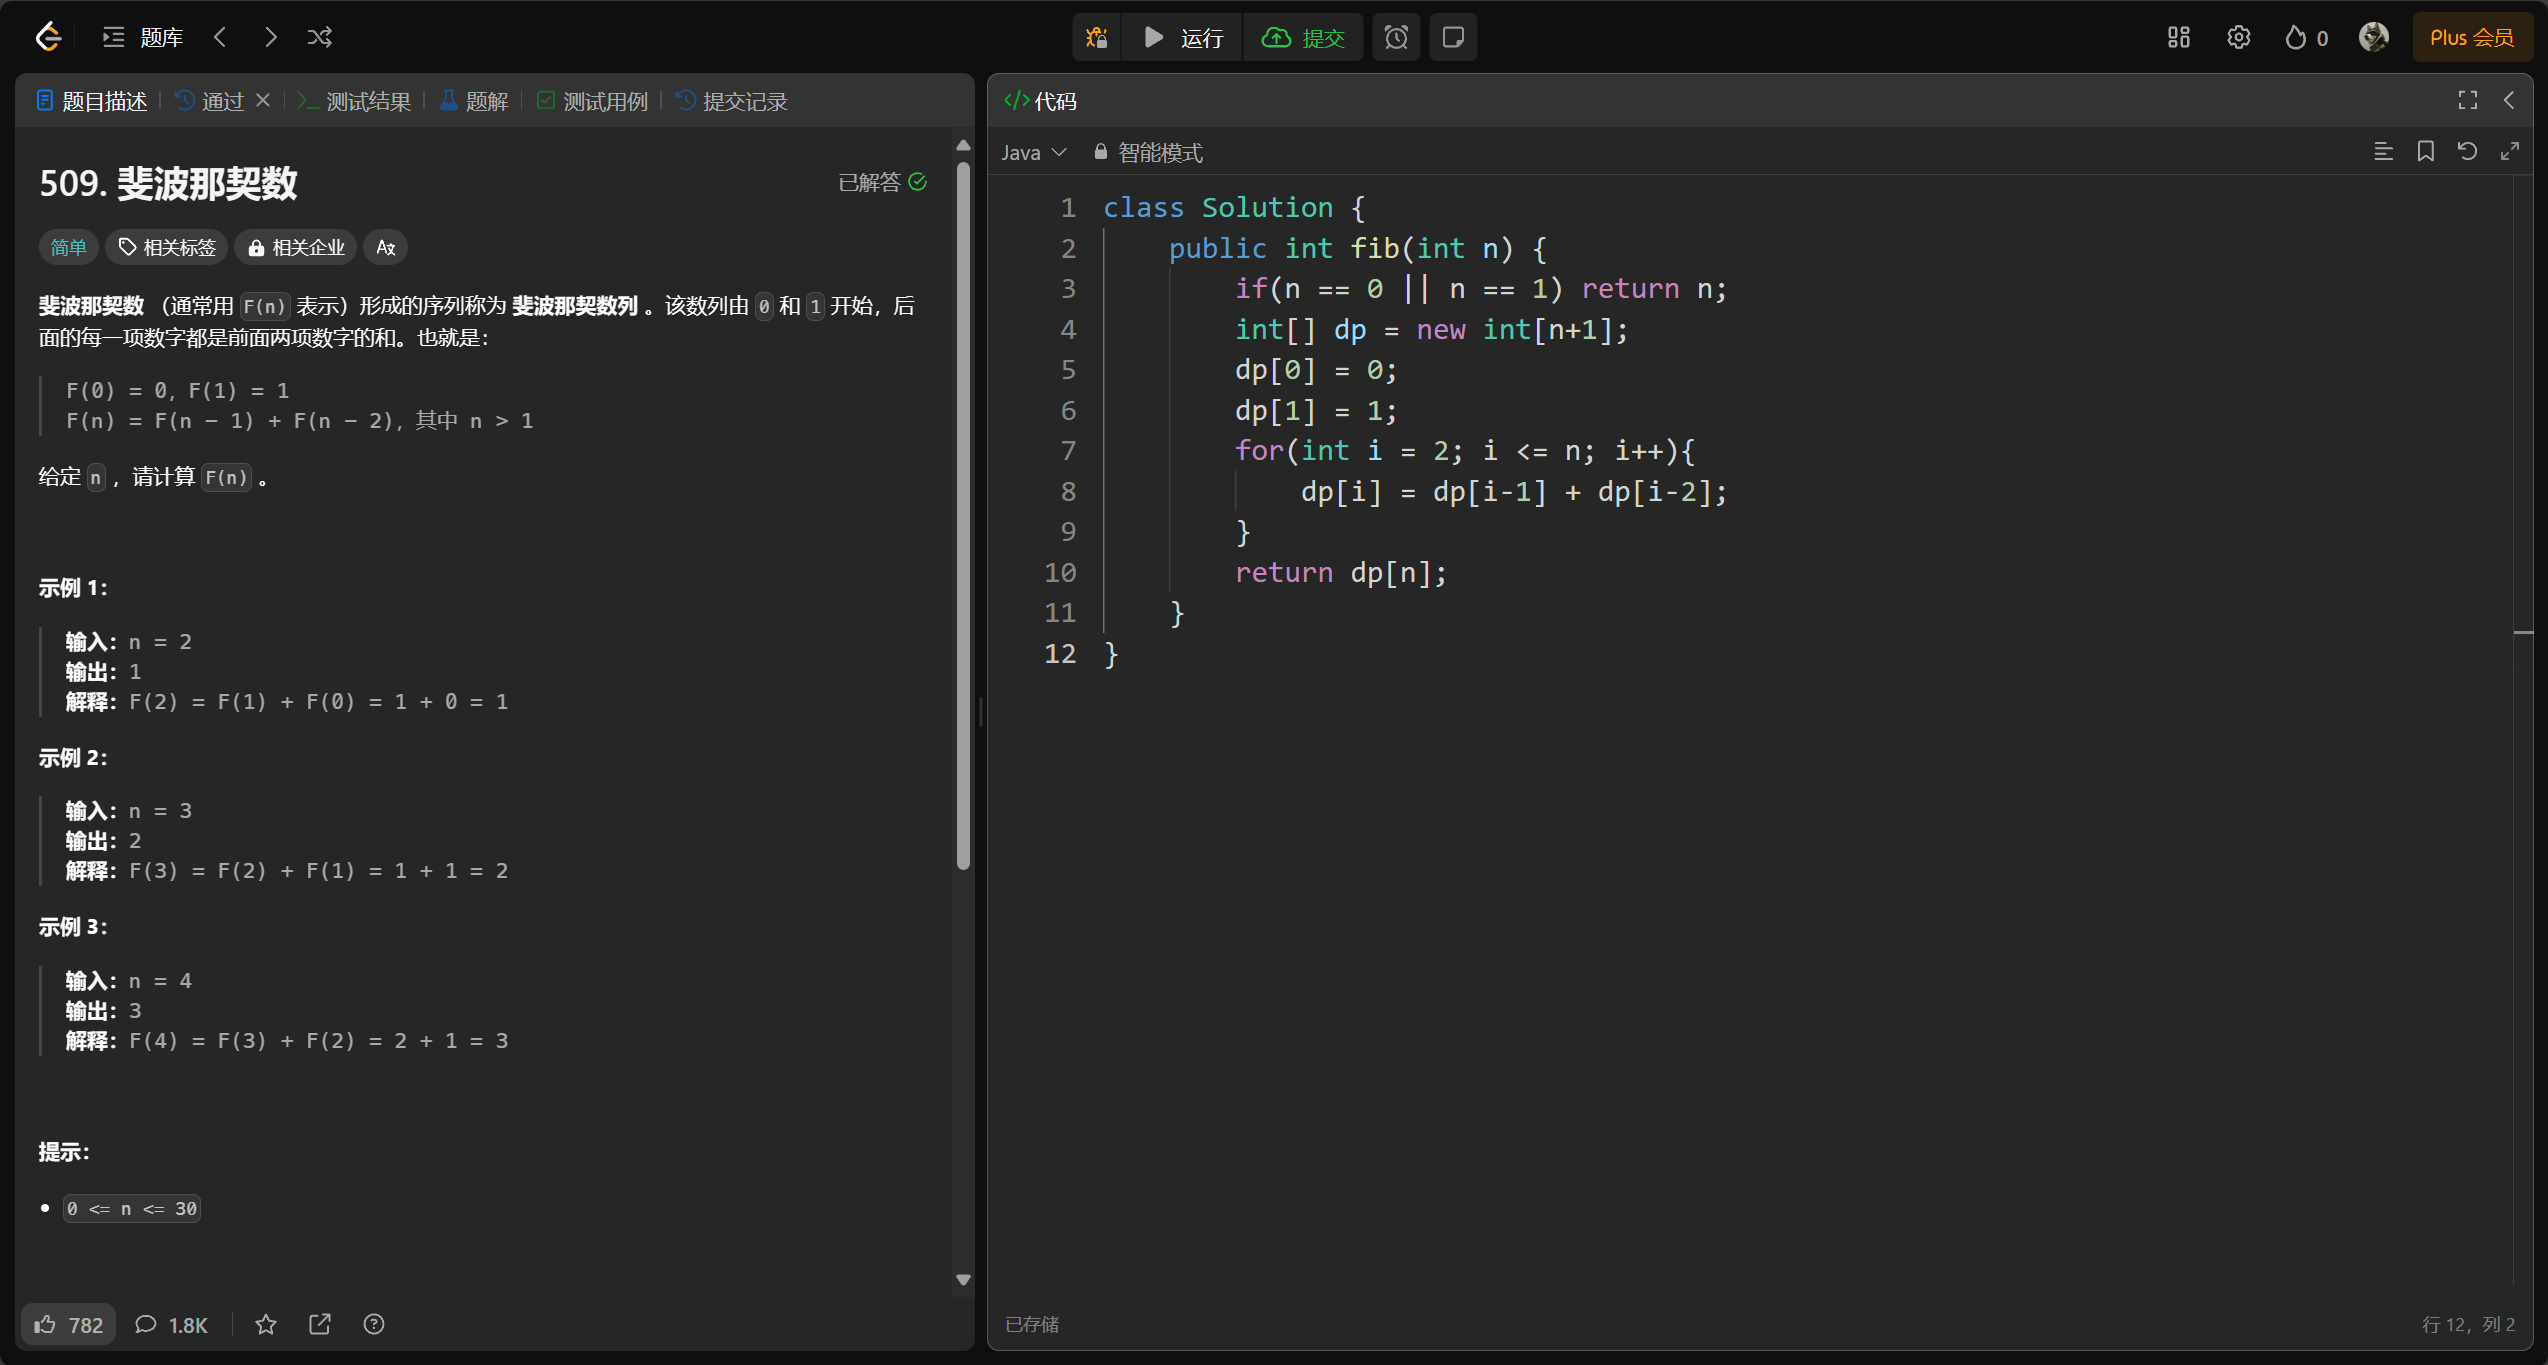 题库
运行
提交
0
Plus 会员
题目描述
通过
测试结果
题解
测试用例
提交记录
509. 斐波那契数
已解答
简单
相关标签
相关企业
斐波那契数 （通常用 F(n) 表示）形成的序列称为 斐波那契数列 。该数列由 0 和 1 开始，后
面的每一项数字都是前面两项数字的和。也就是：
F(0) = 0，F(1) = 1
F(n) = F(n - 1) + F(n - 2)，其中 n > 1
给定 n ，请计算 F(n) 。
示例 1：
输入：n = 2
输出：1
解释：F(2) = F(1) + F(0) = 1 + 0 = 1
示例 2：
输入：n = 3
输出：2
解释：F(3) = F(2) + F(1) = 1 + 1 = 2
示例 3：
输入：n = 4
输出：3
解释：F(4) = F(3) + F(2) = 2 + 1 = 3
提示：
0 <= n <= 30
782
1.8K
</> 代码
Java
智能模式
1 class Solution {
2     public int fib(int n) {
3         if(n == 0 || n == 1) return n;
4         int[] dp = new int[n+1];
5         dp[0] = 0;
6         dp[1] = 1;
7         for(int i = 2; i <= n; i++){
8             dp[i] = dp[i-1] + dp[i-2];
9         }
10         return dp[n];
11     }
12 }
已存储
行 12，列 2